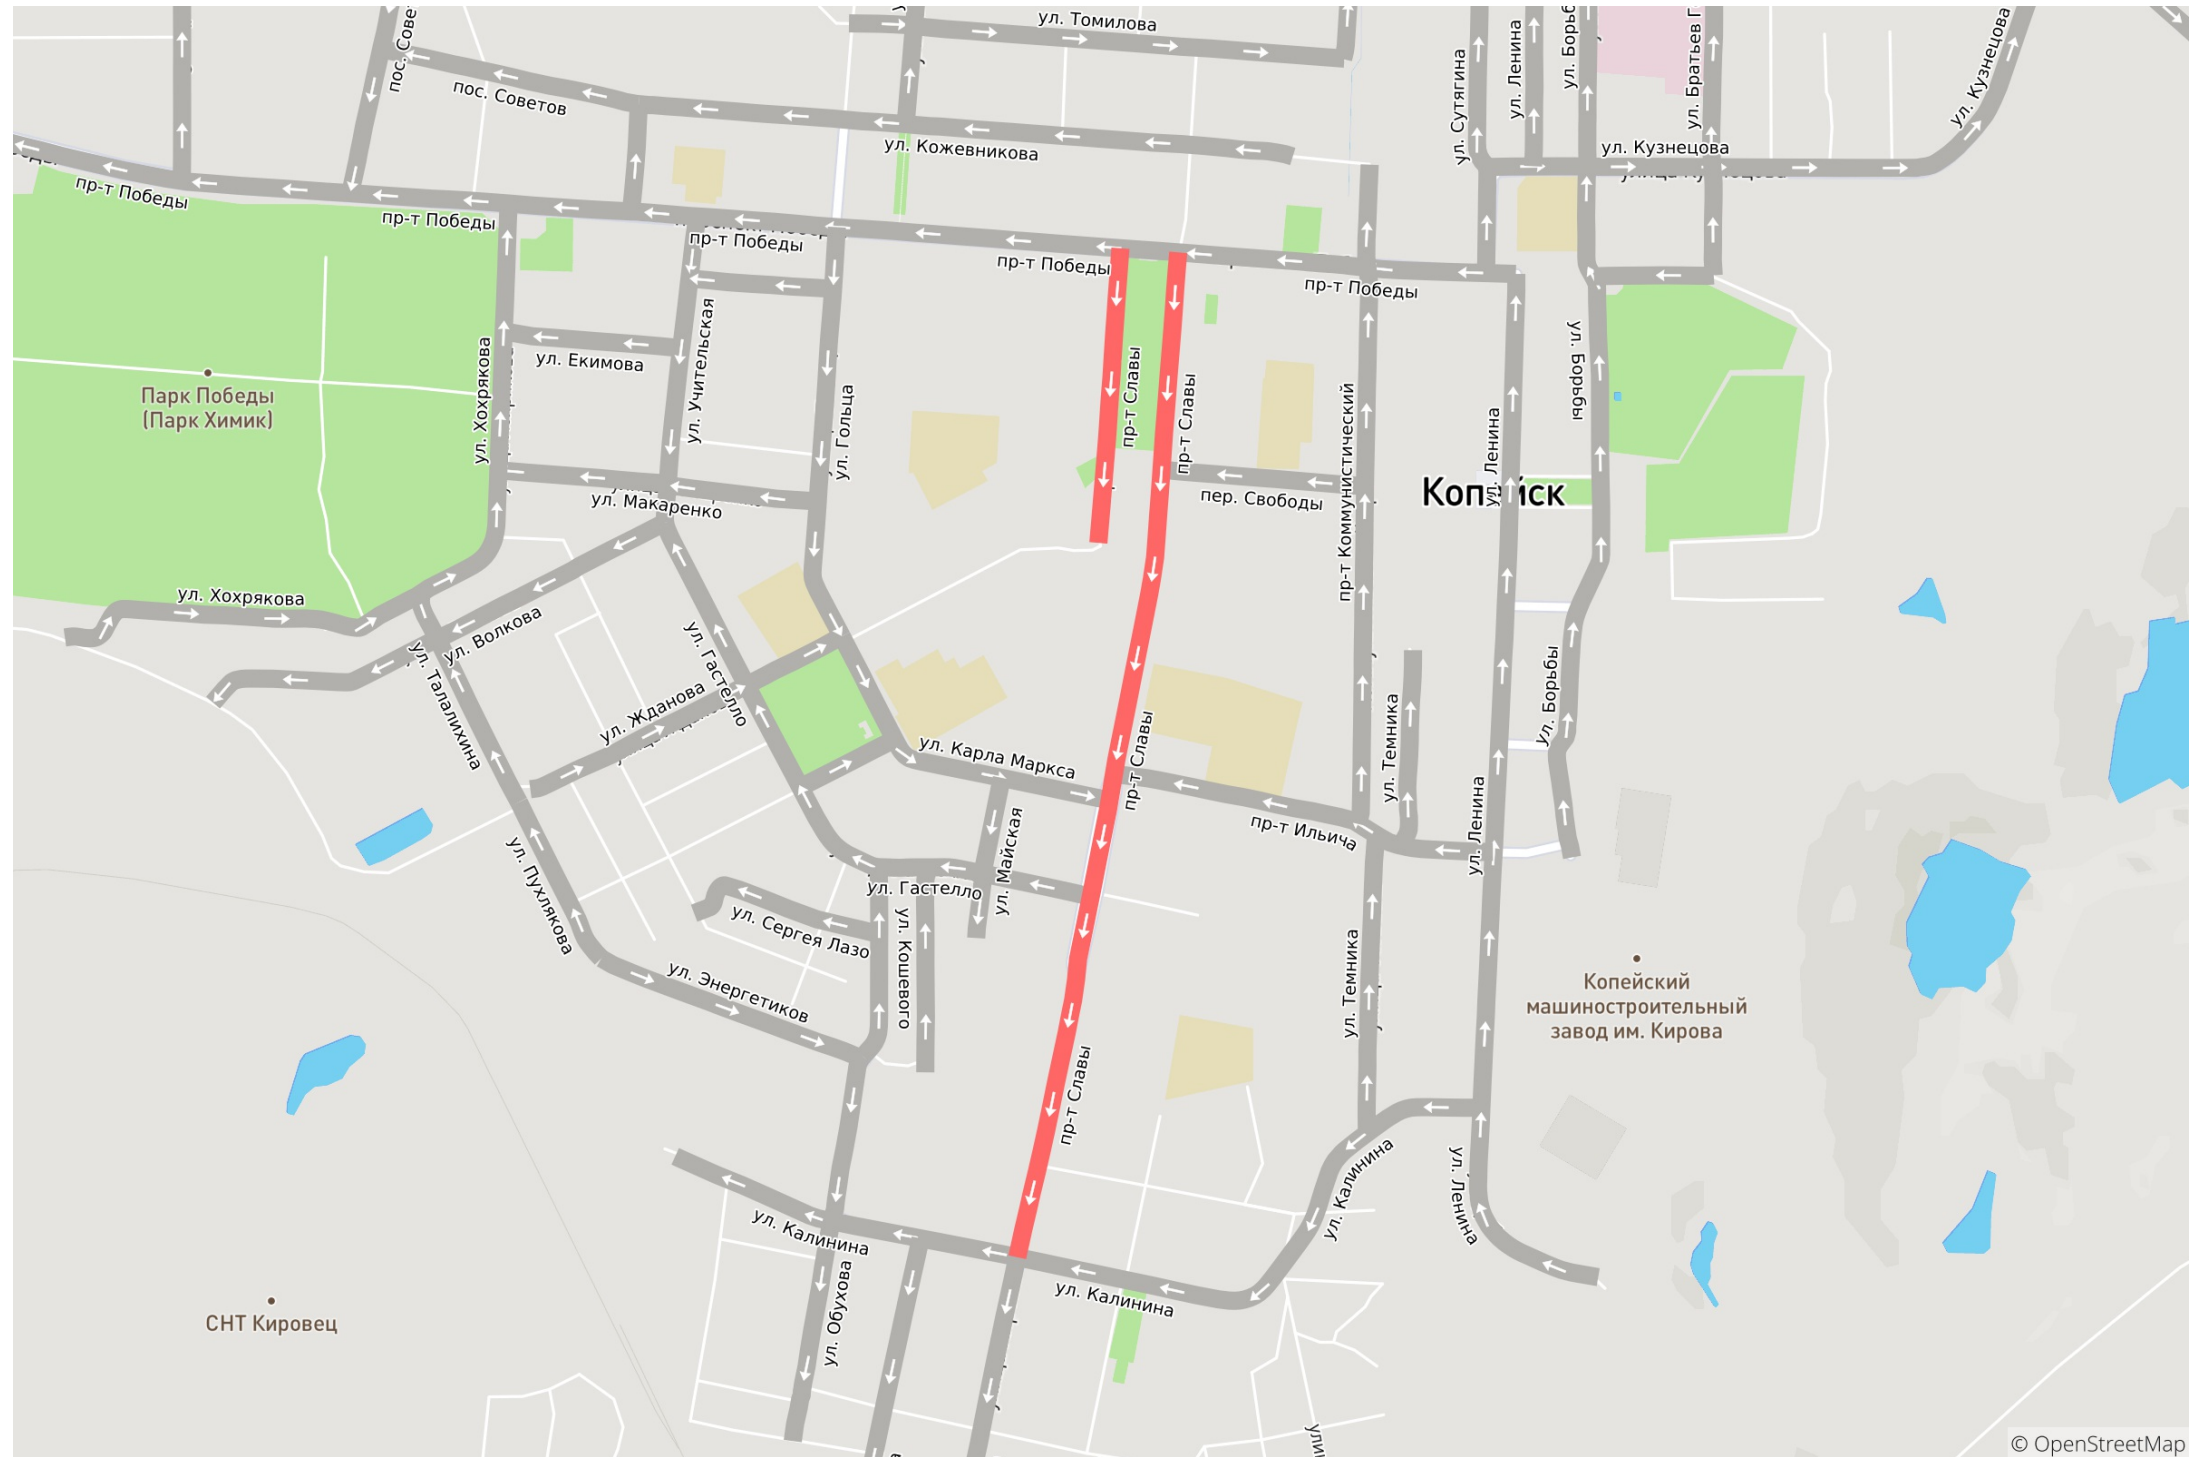 ул. Томилова
пос. Совет
пос. Советов
ул. Кожевникова
ул. Сутягина
ул. Ленина
ул. Борьб
ул. Братьев Г
ул. Кузнецова
ул. Кузнецова
пр-т Победы
пр-т Победы
пр-т Победы
пр-т Победы
пр-т Победы
ул. Екимова
ул. Учительская
ул. Хохрякова
ул. Гольца
пр-т Славы
пр-т Славы
пр-т Коммунистический
ул. Ленина
ул. Борьбы
Парк Победы
(Парк Химик)
ул. Макаренко
пер. Свободы
Копейск
ул. Хохрякова
ул. Волкова
ул. Талалихина
ул. Гастелло
ул. Жданова
ул. Карла Маркса
пр-т Славы
ул. Темника
ул. Борьбы
пр-т Ильича
ул. Ленина
ул. Майская
ул. Пухлякова
ул. Гастелло
ул. Сергея Лазо
ул. Кошевого
ул. Энергетиков
ул. Темника
Копейский
машиностроительный
завод им. Кирова
пр-т Славы
ул. Калинина
ул. Ленина
ул. Калинина
ул. Обухова
ул. Калинина
СНТ Кировец
© OpenStreetMap